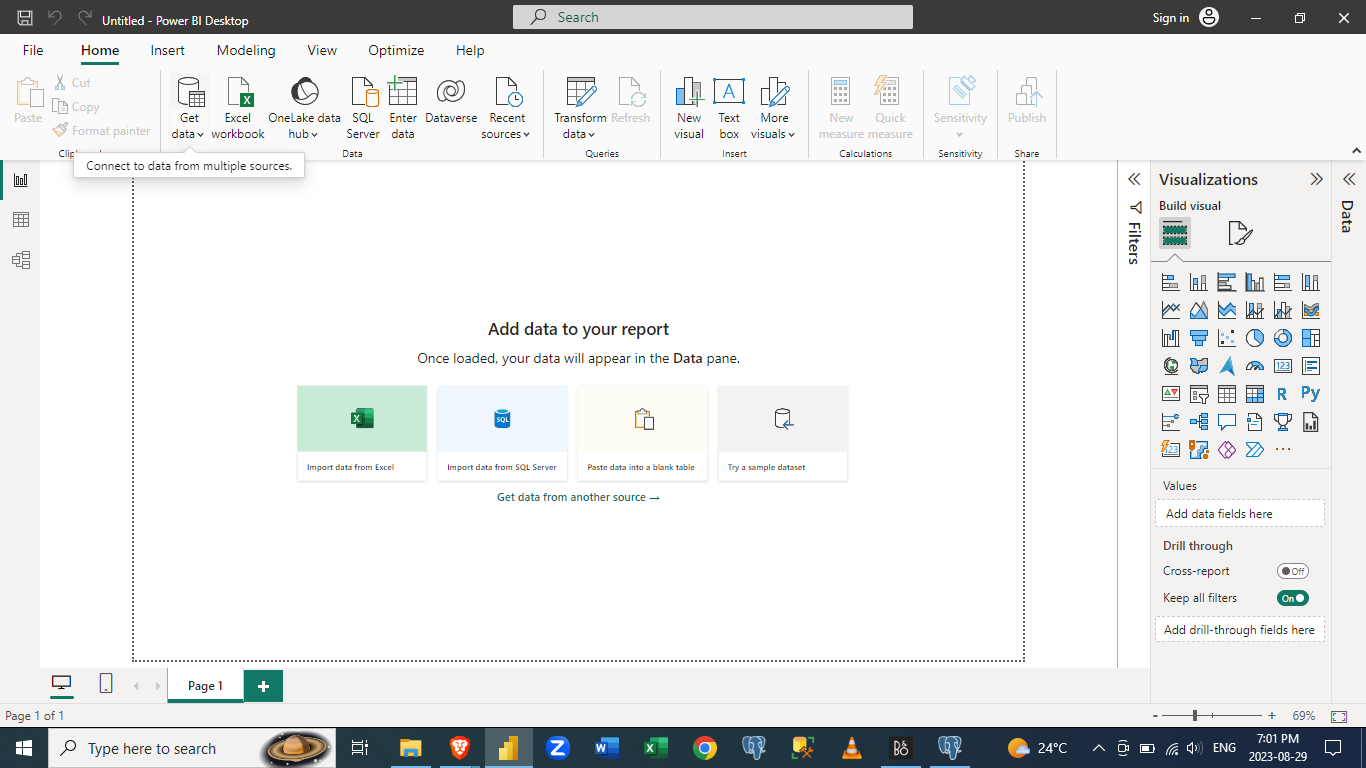 Untitled - Power BI Desktop
Search
Sign in
File Home Insert Modeling View Optimize Help
Paste
Cut
Copy
Format painter
Get data
Excel workbook
OneLake data hub
SQL Server
Enter data
Dataverse
Recent sources
Transform data
Refresh
New visual
Text box
More visuals
New measure
Quick measure
Sensitivity
Publish
Data
Queries
Insert
Calculations
Sensitivity
Share
Connect to data from multiple sources.
Filters
Visualizations
Data
Build visual
Add data to your report
Once loaded, your data will appear in the Data pane.
SQL
Import data from Excel
Import data from SQL Server
Paste data into a blank table
Try a sample dataset
Get data from another source →
123
R
Py
123
Values
Add data fields here
Drill through
Cross-report
Off
Keep all filters
On
Add drill-through fields here
Page 1
Page 1 of 1
69%
Type here to search
24°C
ENG
7:01 PM
2023-08-29